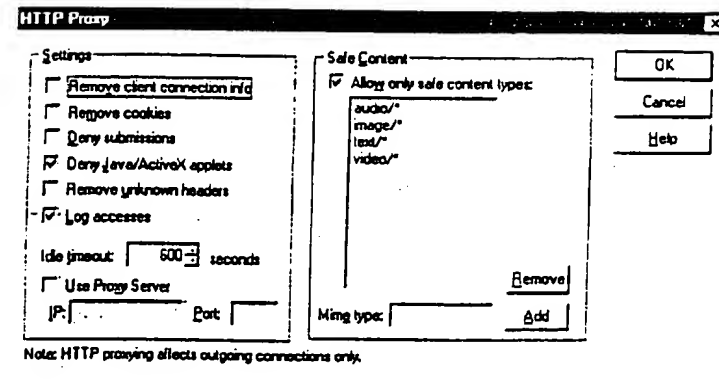 HTTP Proxy
Settings
Remove client connection info
Remove cookies
Deny submissions
Deny Java/ActiveX applets
Remove unknown headers
Log accesses
Idle timeout: 600 seconds
Use Proxy Server
IP: Port:
Safe Content
Allow only safe content types:
audio/*
image/*
text/*
video/*
Remove
Mime type: Add
OK
Cancel
Help
Note: HTTP proxying affects outgoing connections only.